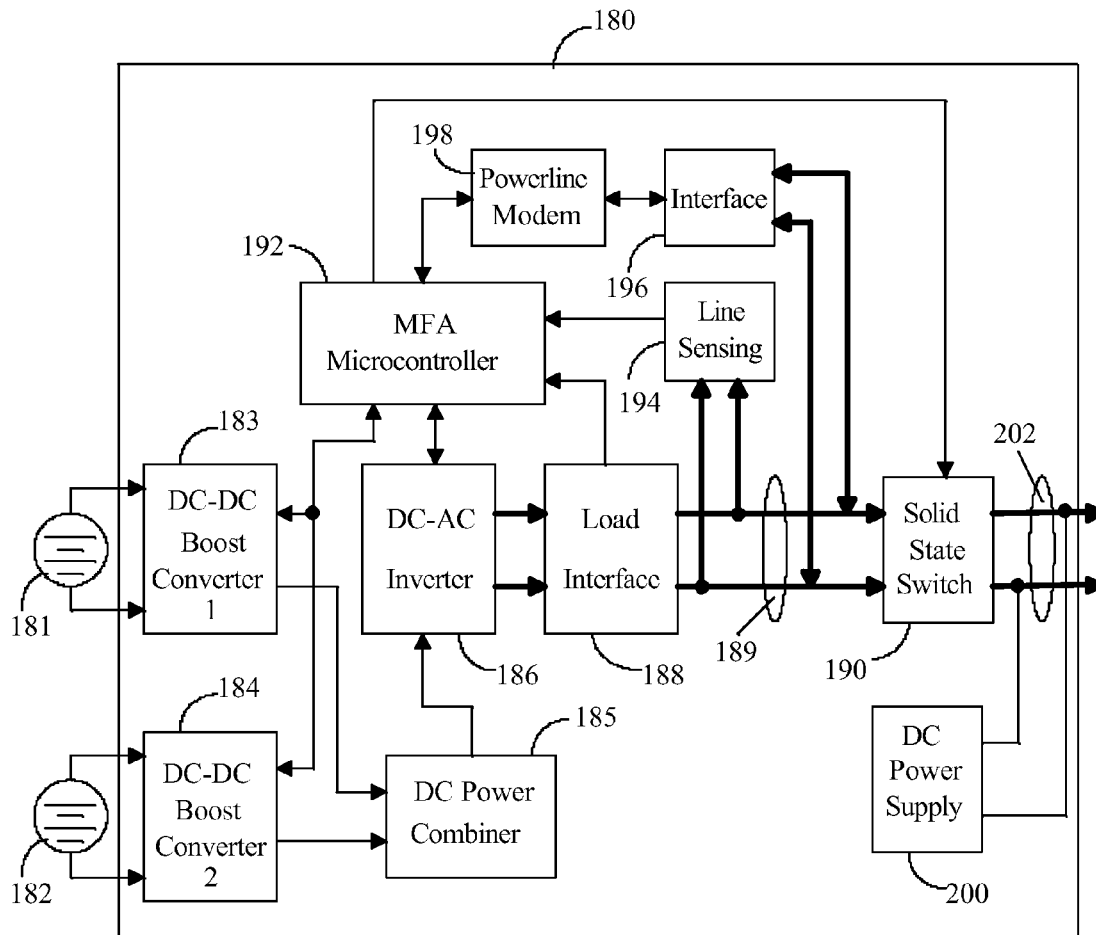 180
198
Powerline
Modem
Interface
192
196
MFA
Microcontroller
Line
Sensing
194
183
202
DC-DC
Boost
Converter
1
DC-AC
Inverter
Load
Interface
Solid
State
Switch
181
189
186
188
190
184
185
DC-DC
Boost
Converter
2
DC Power
Combiner
DC
Power
Supply
182
200